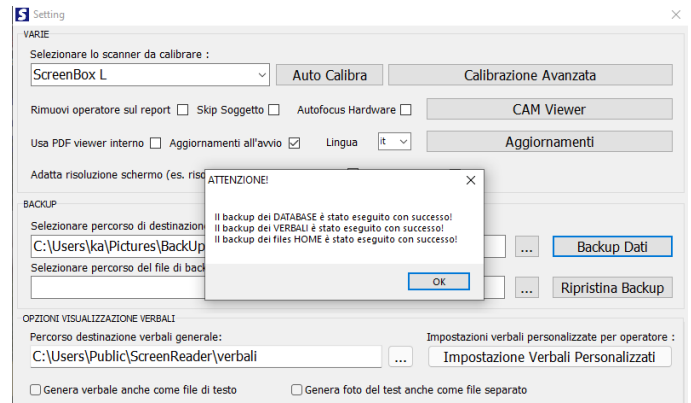 Setting
VARIE
Selezionare lo scanner da calibrare :
ScreenBox L
Auto Calibra
Calibrazione Avanzata
Rimuovi operatore sul report
Skip Soggetto
Autofocus Hardware
CAM Viewer
Usa PDF viewer interno
Aggiornamenti all'avvio
Lingua
it
Aggiornamenti
Adatta risoluzione schermo (es.
ATTENZIONE!
Il backup dei DATABASE è stato eseguito con successo!
Il backup dei VERBALI è stato eseguito con successo!
Il backup dei files HOME è stato eseguito con successo!
OK
BACKUP
Selezionare percorso di destinazion
C:\Users\ka\Pictures\BackUp
...
Backup Dati
Selezionare percorso del file di back
...
Ripristina Backup
OPZIONI VISUALIZZAZIONE VERBALI
Percorso destinazione verbali generale:
Impostazioni verbali personalizzate per operatore :
C:\Users\Public\ScreenReader\verbali
...
Impostazione Verbali Personalizzati
Genera verbale anche come file di testo
Genera foto del test anche come file separato